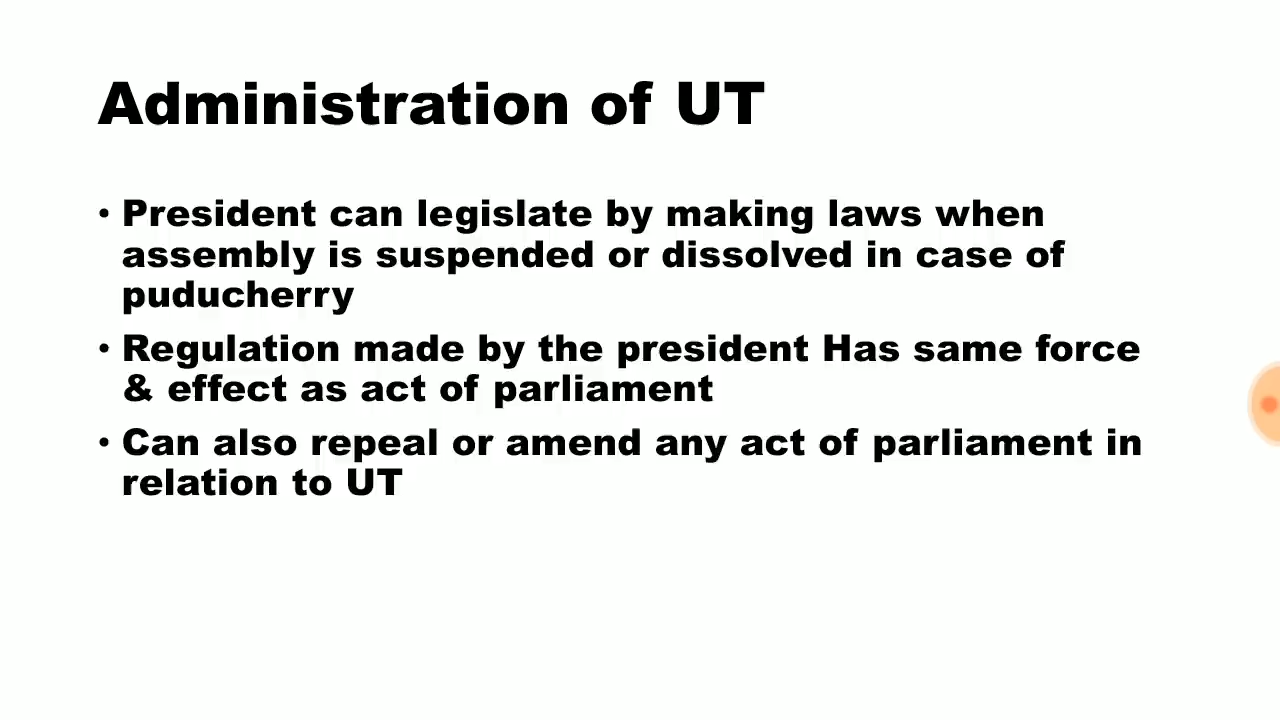 Administration of UT
• President can legislate by making laws when
assembly is suspended or dissolved in case of
puducherry
• Regulation made by the president Has same force
& effect as act of parliament
• Can also repeal or amend any act of parliament in
relation to UT